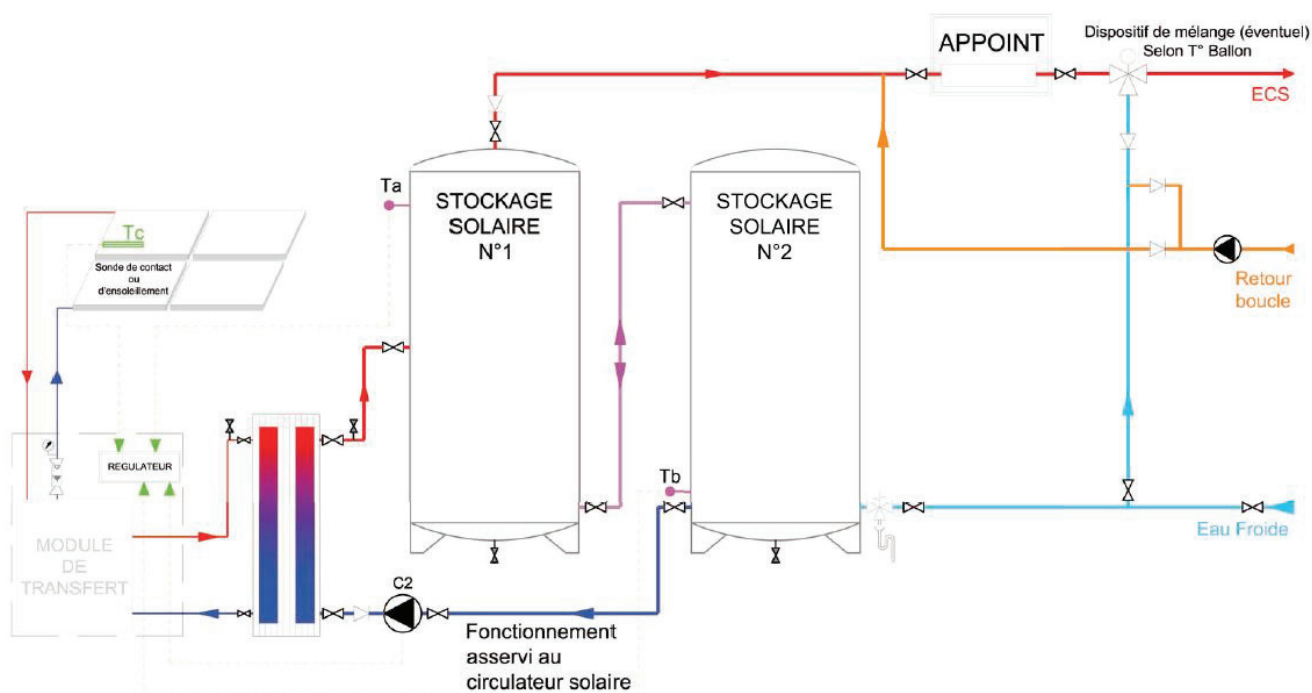 APPOINT
Dispositif de mélange (éventuel)
Selon T° Ballon
ECS
Ta
STOCKAGE
SOLAIRE
N°1
STOCKAGE
SOLAIRE
N°2
Tc
Sonde de contact
ou
d'ensoleillement
Retour
boucle
REGULATEUR
Tb
Eau Froide
MODULE
DE
TRANSFERT
C2
Fonctionnement
asservi au
circulateur solaire